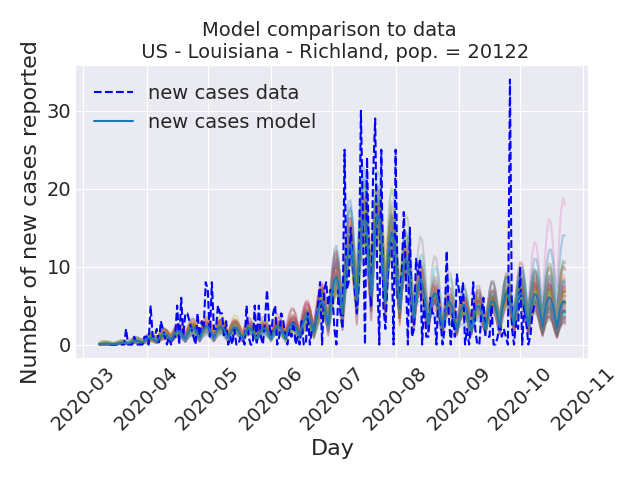 Model comparison to data
US - Louisiana - Richland, pop. = 20122
Number of new cases reported
30
20
10
0
new cases data
new cases model
2020-03
2020-04
2020-05
2020-06
2020-07
2020-08
2020-09
2020-10
2020-11
Day